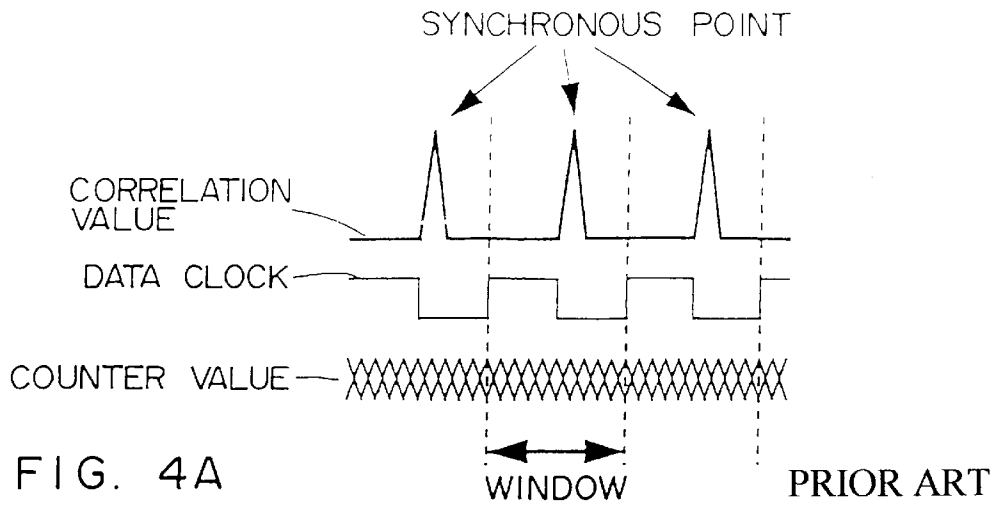 SYNCHRONOUS POINT
CORRELATION
VALUE
DATA CLOCK
COUNTER VALUE
WINDOW
FIG. 4A
PRIOR ART